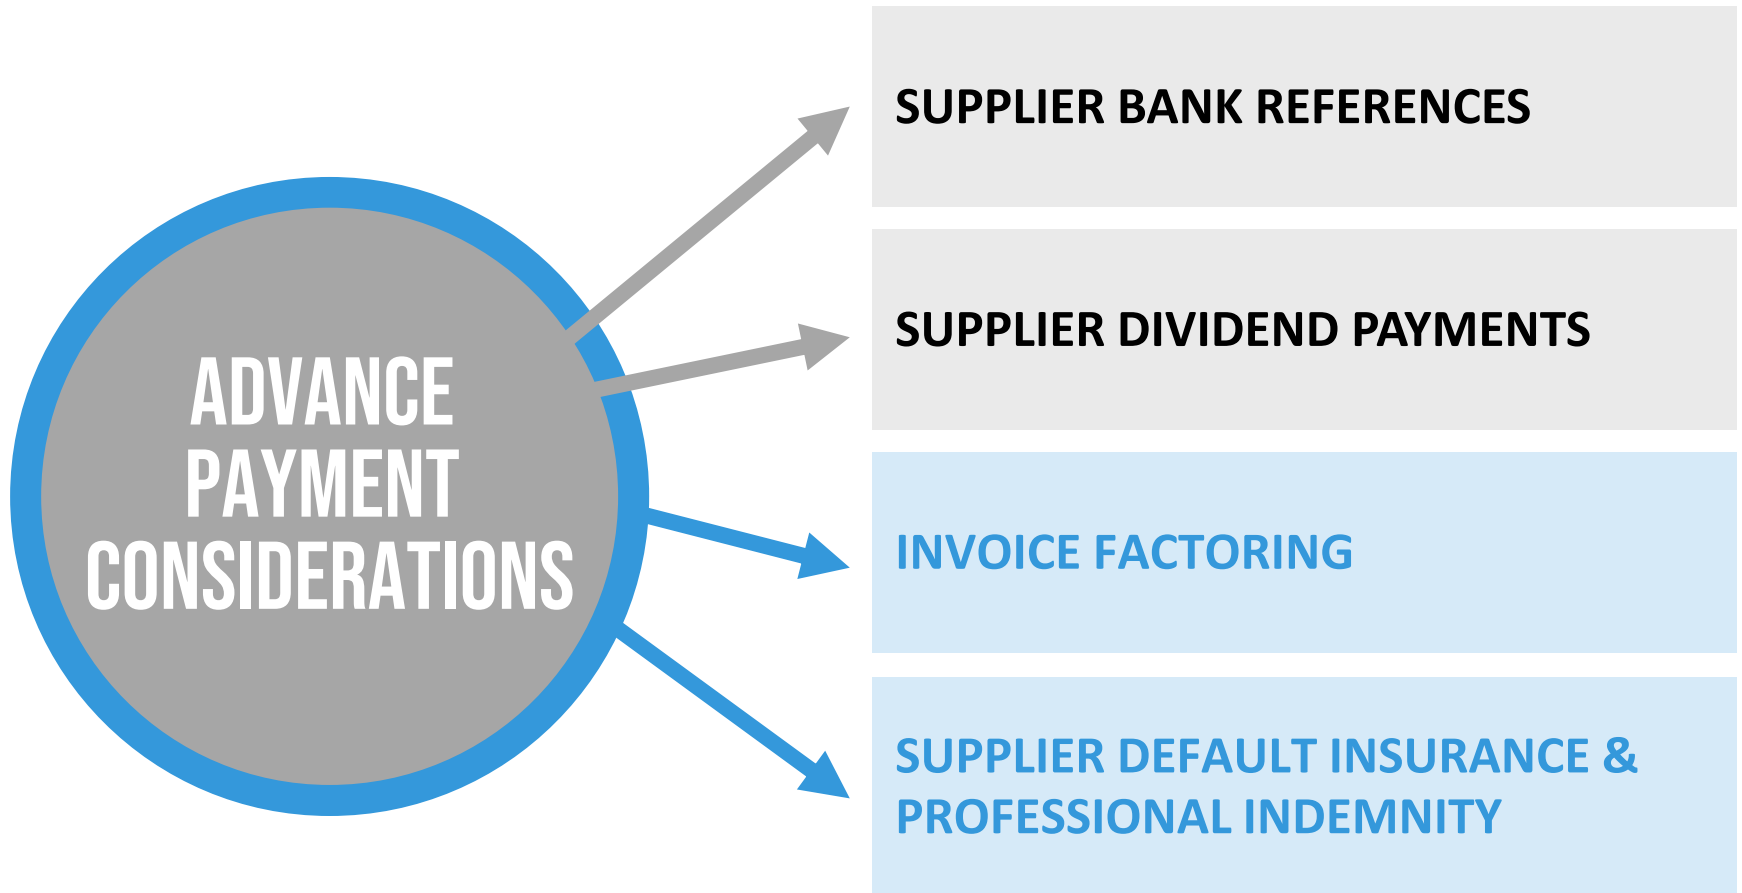 ADVANCE
PAYMENT
CONSIDERATIONS
SUPPLIER BANK REFERENCES
SUPPLIER DIVIDEND PAYMENTS
INVOICE FACTORING
SUPPLIER DEFAULT INSURANCE &
PROFESSIONAL INDEMNITY